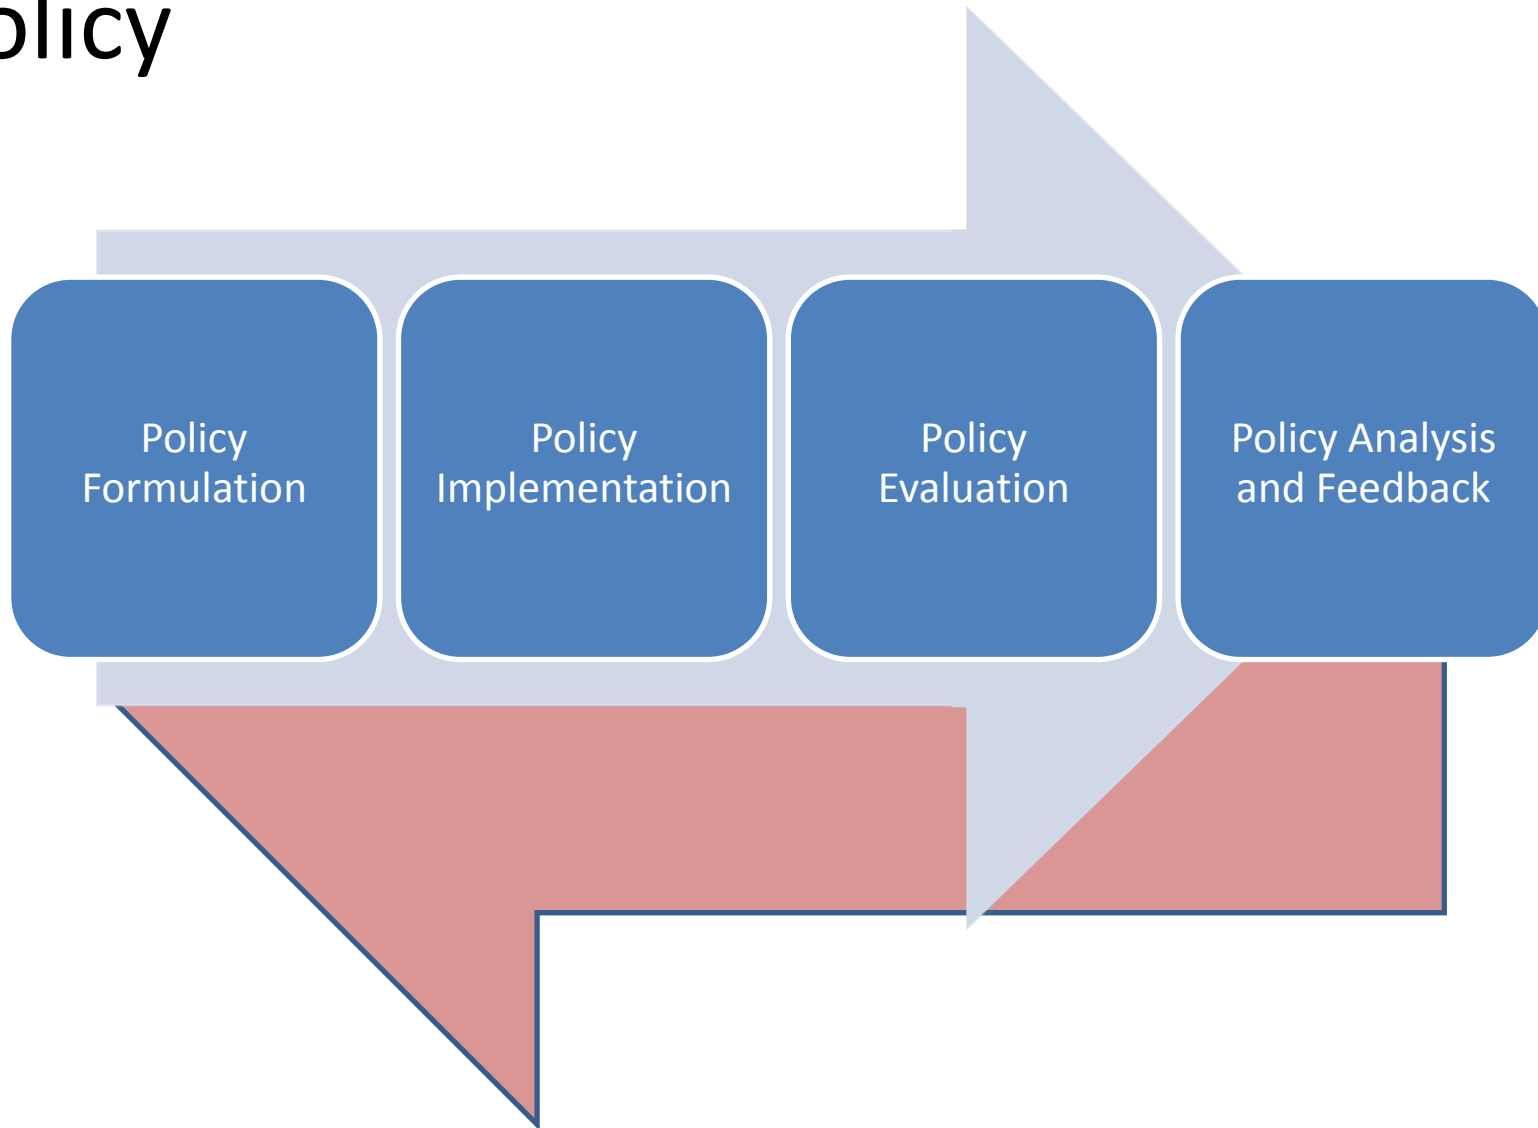 olicy
Policy
Formulation
Policy
Implementation
Policy
Evaluation
Policy Analysis
and Feedback